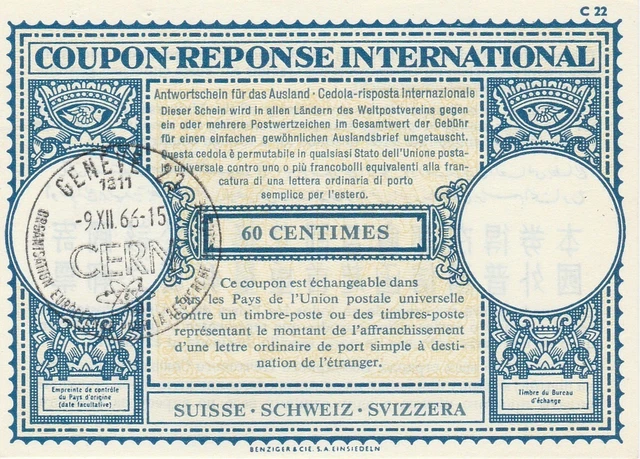 C 22
COUPON-REPONSE INTERNATIONAL
Antwortschein für das Ausland · Cedola-risposta Internazionale
Dieser Schein wird in allen Ländern des Weltpostvereins gegen
ein oder mehrere Postwertzeichen im Gesamtwert der Gebühr
für einen einfachen gewöhnlichen Auslandsbrief umgetauscht.
Questa cedola è permutabile in qualsiasi Stato dell'Unione posta-
le universale contro uno o più francobolli equivalenti alla fran-
catura di una lettera ordinaria di porto
semplice per l'estero.
GENÈVE
1211
-9.XII.66-15
CERN
ORGANISATION EUROPÉENNE
LA RECHERCHE
60 CENTIMES
Ce coupon est échangeable dans
tous les Pays de l'Union postale universelle
contre un timbre-poste ou des timbres-poste
représentant le montant de l'affranchissement
d'une lettre ordinaire de port simple à desti-
nation de l'étranger.
Empreinte de contrôle
du Pays d'origine
(date facultative)
Timbre du Bureau
d'échange
SUISSE · SCHWEIZ · SVIZZERA
BENZIGER & CIE. S.A. EINSIEDELN